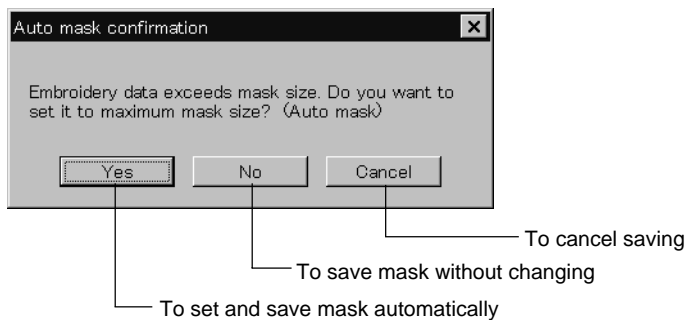 Auto mask confirmation
Embroidery data exceeds mask size. Do you want to
set it to maximum mask size? (Auto mask)
Yes No Cancel
To cancel saving
To save mask without changing
To set and save mask automatically